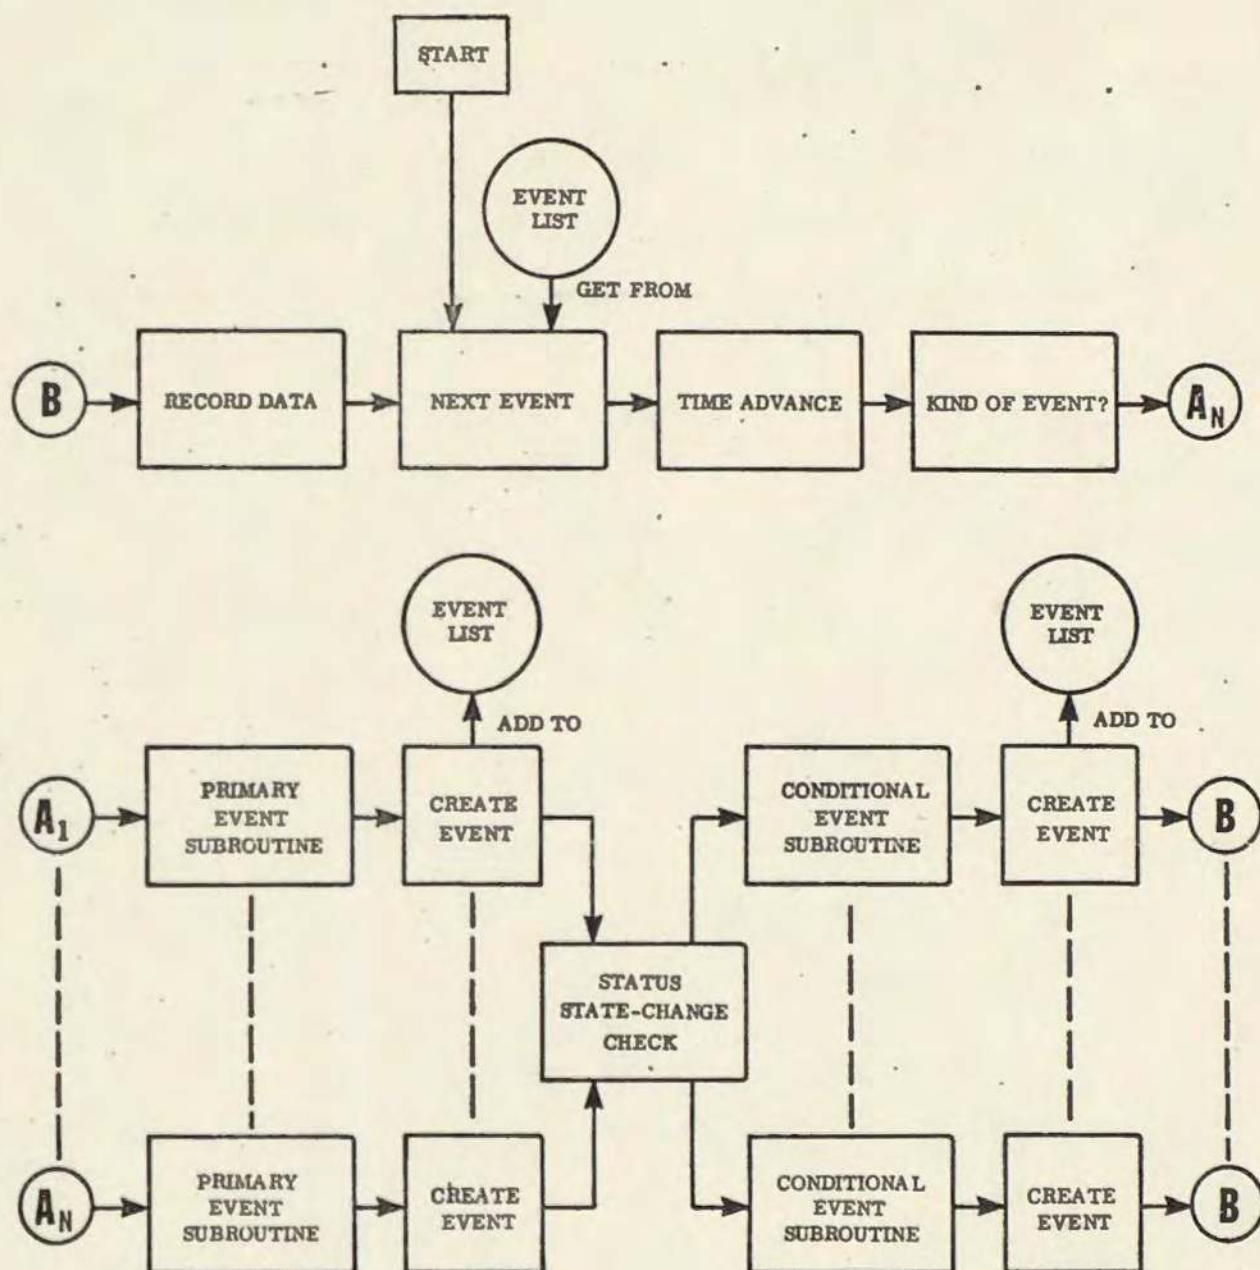 START
EVENT
LIST
GET FROM
B
RECORD DATA
NEXT EVENT
TIME ADVANCE
KIND OF EVENT?
AN
EVENT
LIST
ADD TO
EVENT
LIST
ADD TO
A1
PRIMARY
EVENT
SUBROUTINE
CREATE
EVENT
CONDITIONAL
EVENT
SUBROUTINE
CREATE
EVENT
B
STATUS
STATE-CHANGE
CHECK
AN
PRIMARY
EVENT
SUBROUTINE
CREATE
EVENT
CONDITIONAL
EVENT
SUBROUTINE
CREATE
EVENT
B